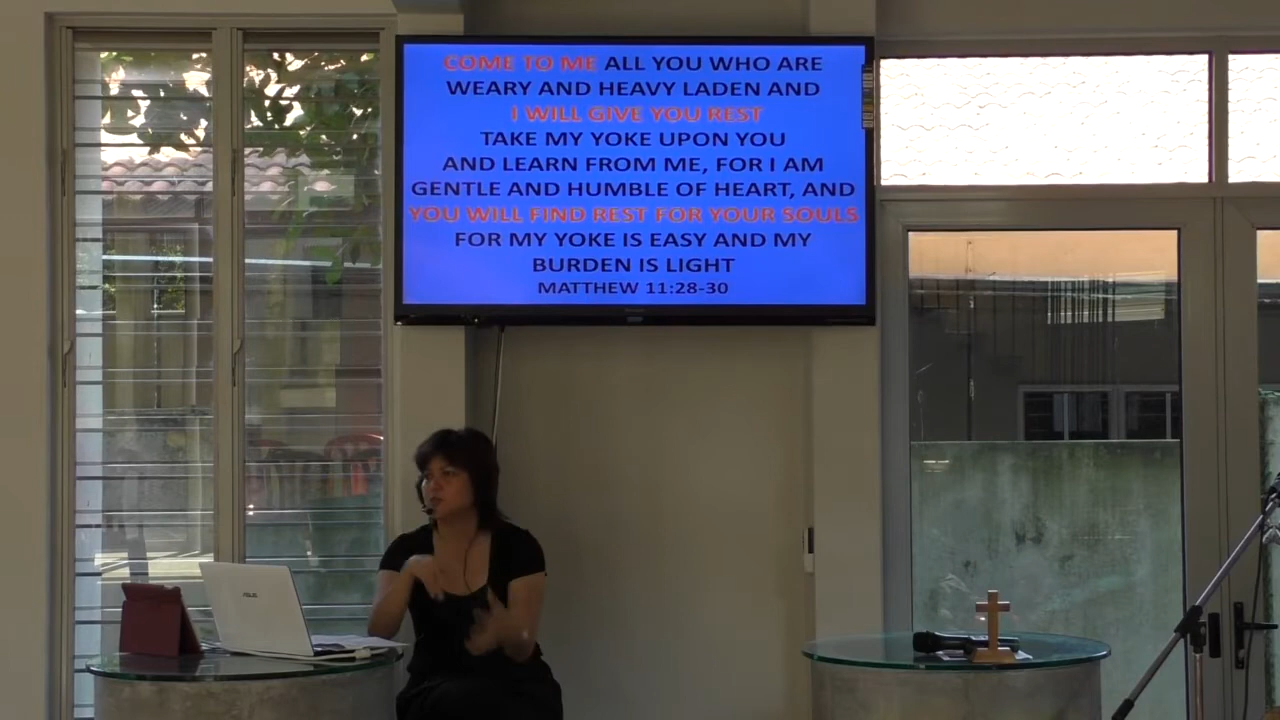 COME TO ME ALL YOU WHO ARE
WEARY AND HEAVY LADEN AND
I WILL GIVE YOU REST
TAKE MY YOKE UPON YOU
AND LEARN FROM ME, FOR I AM
GENTLE AND HUMBLE OF HEART, AND
YOU WILL FIND REST FOR YOUR SOULS
FOR MY YOKE IS EASY AND MY
BURDEN IS LIGHT
MATTHEW 11:28-30
ASUS